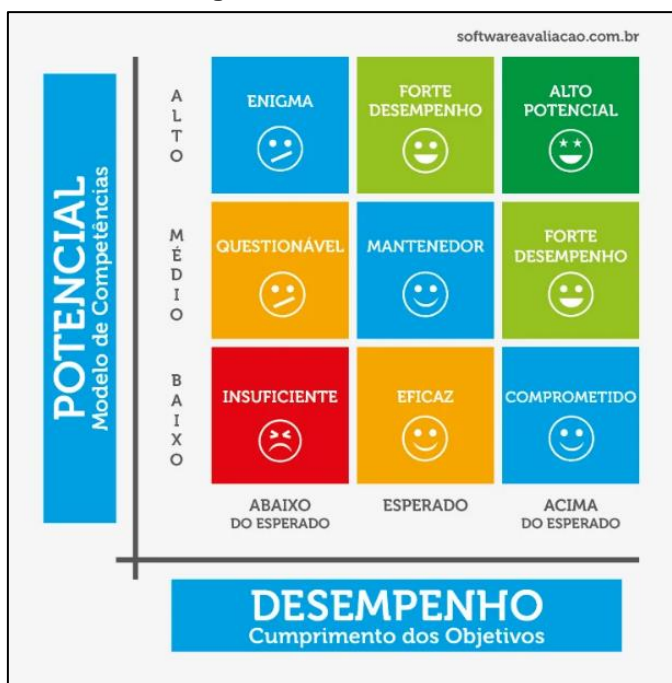 softwareavaliacao.com.br
POTENCIAL
Modelo de Competências
ALTO
ENIGMA
FORTE
DESEMPENHO
ALTO
POTENCIAL
MÉDIO
QUESTIONÁVEL
MANTENEDOR
FORTE
DESEMPENHO
BAIXO
INSUFICIENTE
EFICAZ
COMPROMETIDO
ABAIXO
DO ESPERADO
ESPERADO
ACIMA
DO ESPERADO
DESEMPENHO
Cumprimento dos Objetivos